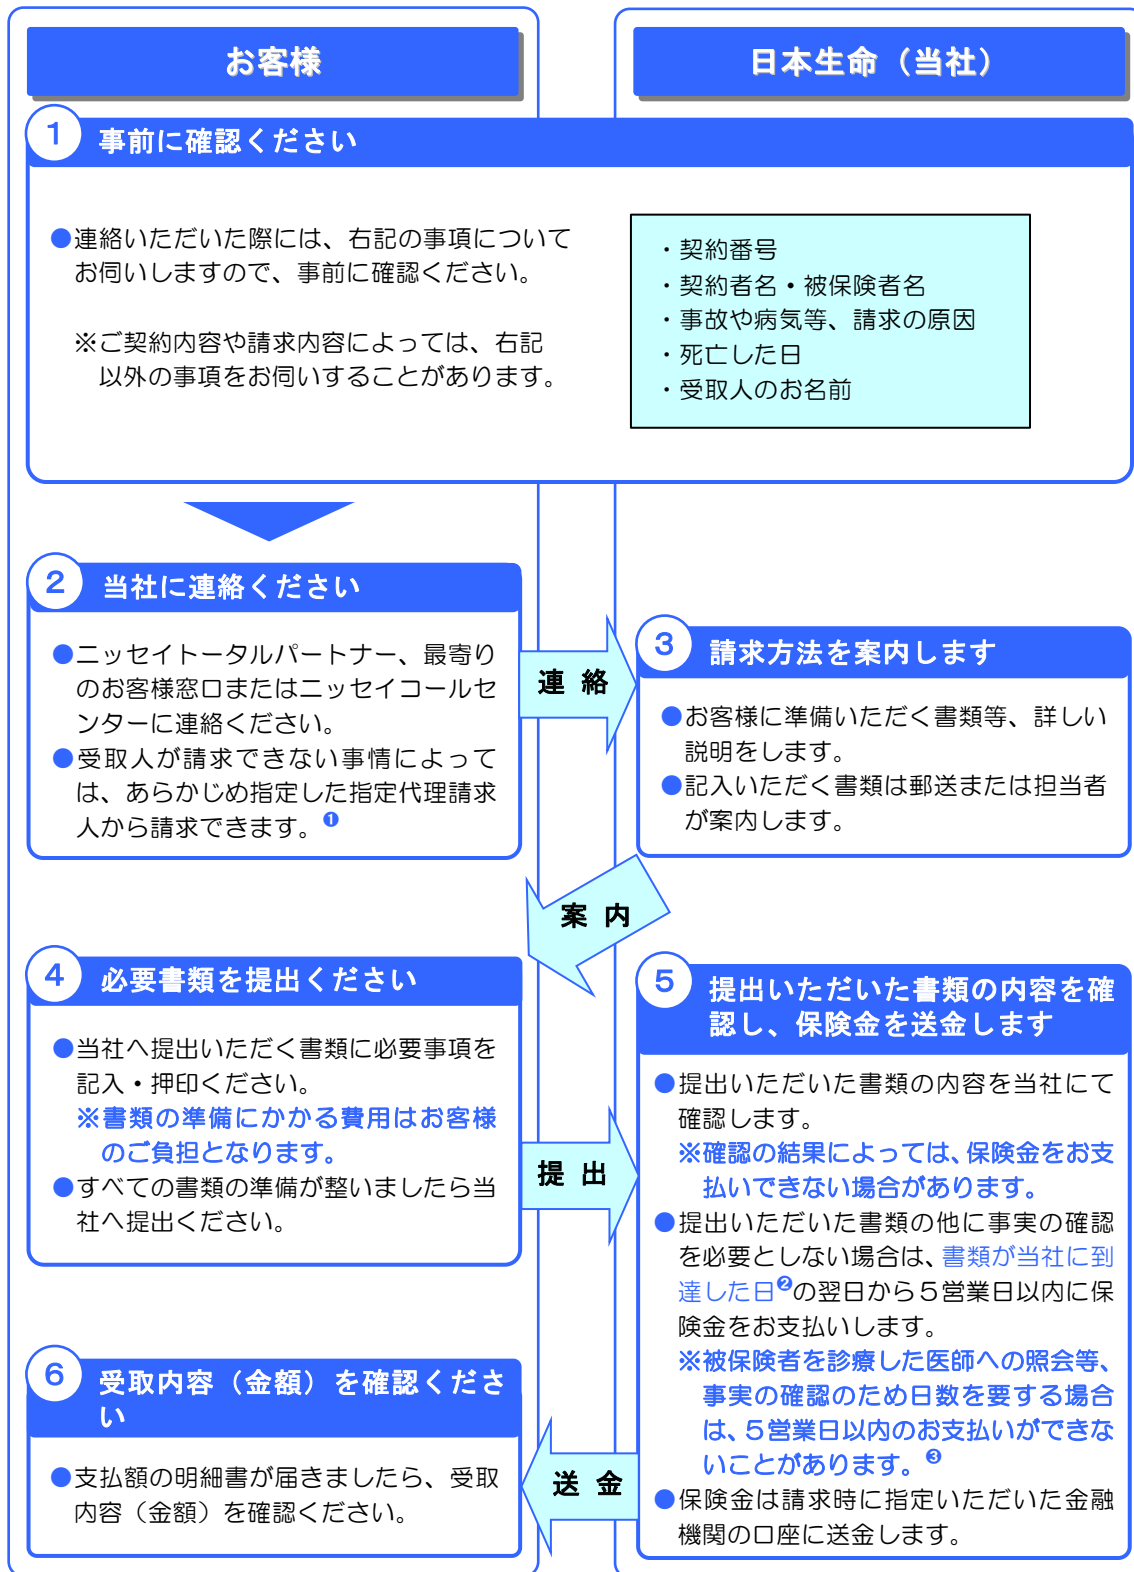 お客様
日本生命（当社）
1 事前に確認ください
●連絡いただいた際には、右記の事項について
お伺いしますので、事前に確認ください。
※ご契約内容や請求内容によっては、右記
以外の事項をお伺いすることがあります。
・契約番号
・契約者名・被保険者名
・事故や病気等、請求の原因
・死亡した日
・受取人のお名前
2 当社に連絡ください
●ニッセイトータルパートナー、最寄り
のお客様窓口またはニッセイコールセ
ンターに連絡ください。
●受取人が請求できない事情によって
は、あらかじめ指定した指定代理請求
人から請求できます。❶
連 絡
3 請求方法を案内します
●お客様に準備いただく書類等、詳しい
説明をします。
●記入いただく書類は郵送または担当者
が案内します。
案 内
4 必要書類を提出ください
●当社へ提出いただく書類に必要事項を
記入・押印ください。
※書類の準備にかかる費用はお客様
のご負担となります。
●すべての書類の準備が整いましたら当
社へ提出ください。
提 出
5 提出いただいた書類の内容を確
認し、保険金を送金します
●提出いただいた書類の内容を当社にて
確認します。
※確認の結果によっては、保険金をお支
払いできない場合があります。
●提出いただいた書類の他に事実の確認
を必要としない場合は、書類が当社に到
達した日❷の翌日から５営業日以内に保
険金をお支払いします。
※被保険者を診療した医師への照会等、
事実の確認のため日数を要する場合
は、５営業日以内のお支払いができな
いことがあります。❸
●保険金は請求時に指定いただいた金融
機関の口座に送金します。
送 金
6 受取内容（金額）を確認くださ
い
●支払額の明細書が届きましたら、受取
内容（金額）を確認ください。